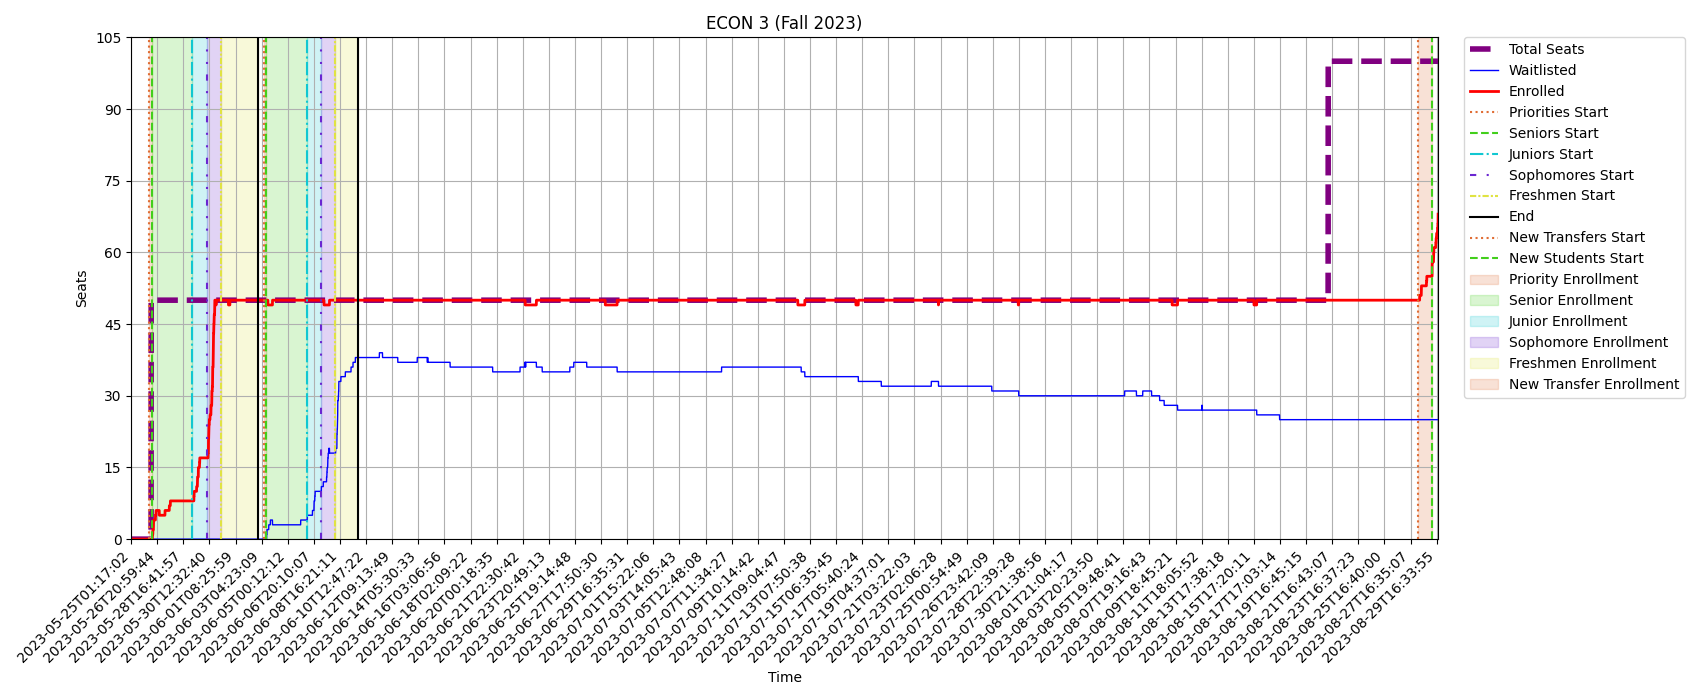 ECON 3 (Fall 2023)
105
90
75
60
45
30
15
0
Seats
2023-05-25T01:17:02
2023-05-26T20:59:44
2023-05-28T16:41:57
2023-05-30T12:32:40
2023-06-01T08:25:59
2023-06-03T04:23:09
2023-06-05T00:12:12
2023-06-06T20:10:07
2023-06-08T16:21:11
2023-06-10T12:47:22
2023-06-12T09:13:49
2023-06-14T05:30:33
2023-06-16T03:06:56
2023-06-18T02:09:22
2023-06-20T00:18:35
2023-06-21T22:30:42
2023-06-23T20:49:13
2023-06-25T19:14:48
2023-06-27T17:50:30
2023-06-29T16:35:31
2023-07-01T15:22:06
2023-07-03T14:05:43
2023-07-05T12:48:08
2023-07-07T11:34:27
2023-07-09T10:14:42
2023-07-11T09:04:47
2023-07-13T07:50:38
2023-07-15T06:35:45
2023-07-17T05:40:24
2023-07-19T04:37:01
2023-07-21T03:22:03
2023-07-23T02:06:28
2023-07-25T00:54:49
2023-07-26T23:42:09
2023-07-28T22:39:28
2023-07-30T21:38:56
2023-08-01T21:04:17
2023-08-03T20:23:50
2023-08-05T19:48:41
2023-08-07T19:16:43
2023-08-09T18:45:21
2023-08-11T18:05:52
2023-08-13T17:38:18
2023-08-15T17:20:11
2023-08-17T17:03:14
2023-08-19T16:45:15
2023-08-21T16:43:07
2023-08-23T16:37:23
2023-08-25T16:40:00
2023-08-27T16:35:07
2023-08-29T16:33:55
Time
Total Seats
Waitlisted
Enrolled
Priorities Start
Seniors Start
Juniors Start
Sophomores Start
Freshmen Start
End
New Transfers Start
New Students Start
Priority Enrollment
Senior Enrollment
Junior Enrollment
Sophomore Enrollment
Freshmen Enrollment
New Transfer Enrollment